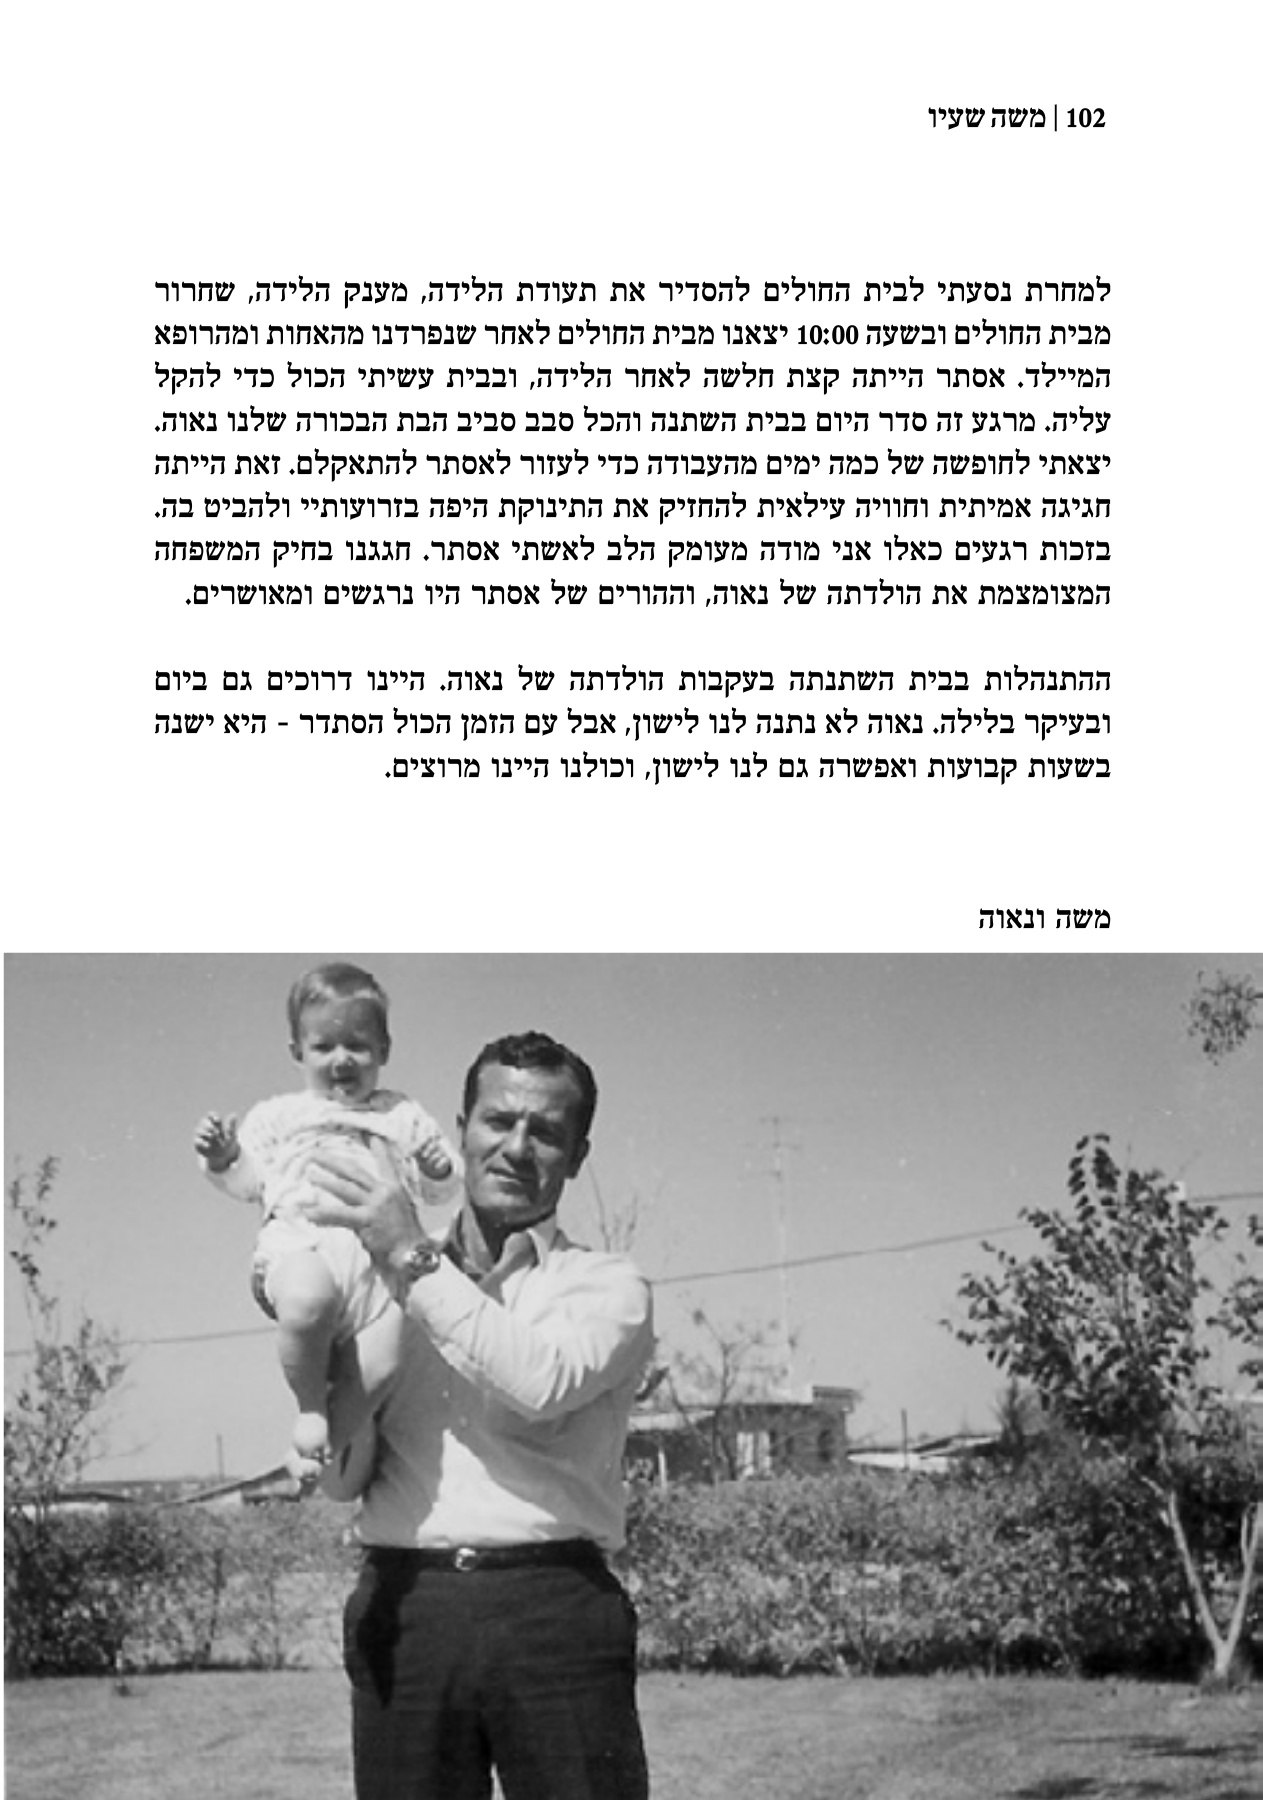 102 | משה שעיו
למחרת נסעתי לבית החולים להסדיר את תעודת הלידה, מענק הלידה, שחרור
מבית החולים ובשעה 10:00 יצאנו מבית החולים לאחר שנפרדנו מהאחות ומהרופא
המיילד. אסתר הייתה קצת חלשה לאחר הלידה, ובבית עשיתי הכול כדי להקל
עליה. מרגע זה סדר היום בבית השתנה והכל סבב סביב הבת הבכורה שלנו נאוה.
יצאתי לחופשה של כמה ימים מהעבודה כדי לעזור לאסתר להתאקלם. זאת הייתה
חגיגה אמיתית וחוויה עילאית להחזיק את התינוקת היפה בזרועותיי ולהביט בה.
בזכות רגעים כאלו אני מודה מעומק הלב לאשתי אסתר. חגגנו בחיק המשפחה
המצומצמת את הולדתה של נאוה, וההורים של אסתר היו נרגשים ומאושרים.
ההתנהלות בבית השתנתה בעקבות הולדתה של נאוה. היינו דרוכים גם ביום
ובעיקר בלילה. נאוה לא נתנה לנו לישון, אבל עם הזמן הכול הסתדר - היא ישנה
בשעות קבועות ואפשרה גם לנו לישון, וכולנו היינו מרוצים.
משה ונאוה